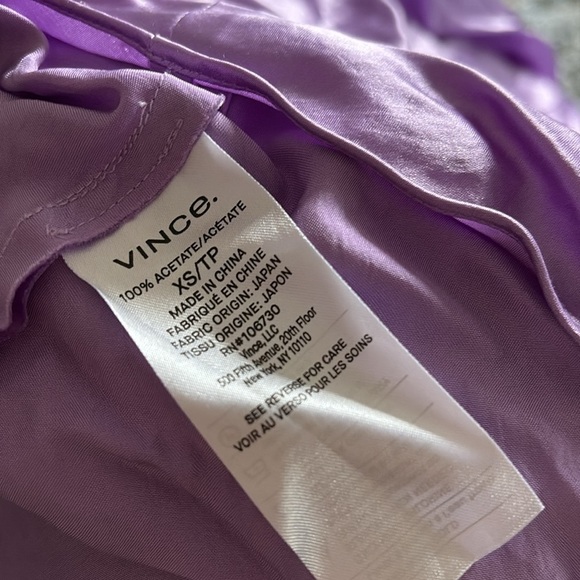 VINCE.
100% ACETATE/ACÉTATE
XS/TP
MADE IN CHINA
FABRIQUÉ EN CHINE
FABRIC ORIGIN: JAPAN
TISSU ORIGINE: JAPON
RN#106730
Vince, LLC
500 Fifth Avenue, 20th Floor
New York, NY 10110
SEE REVERSE FOR CARE
VOIR AU VERSO POUR LES SOINS